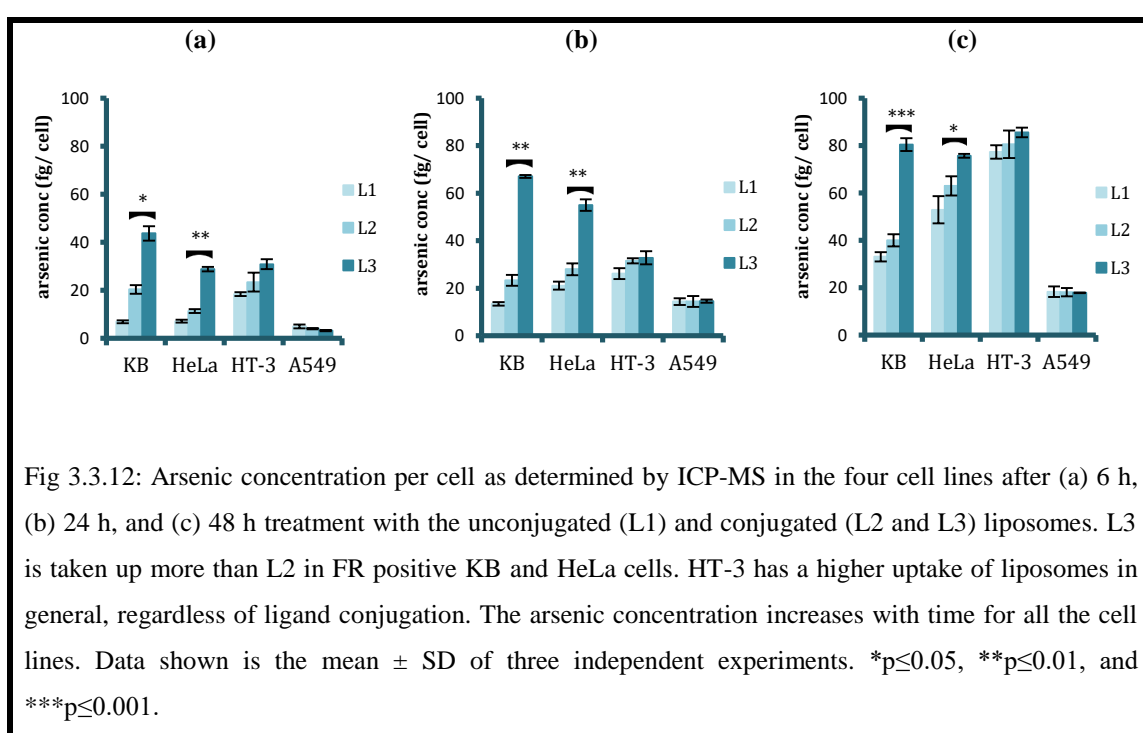 (a)
(b)
(c)
arsenic conc (fg/ cell)
100
80
60
40
20
0
*
**
KB HeLa HT-3 A549
L1
L2
L3
arsenic conc (fg/ cell)
100
80
60
40
20
0
**
**
KB HeLa HT-3 A549
L1
L2
L3
arsenic conc (fg/ cell)
100
80
60
40
20
0
***
*
KB HeLa HT-3 A549
L1
L2
L3
Fig 3.3.12: Arsenic concentration per cell as determined by ICP-MS in the four cell lines after (a) 6 h,
(b) 24 h, and (c) 48 h treatment with the unconjugated (L1) and conjugated (L2 and L3) liposomes. L3
is taken up more than L2 in FR positive KB and HeLa cells. HT-3 has a higher uptake of liposomes in
general, regardless of ligand conjugation. The arsenic concentration increases with time for all the cell
lines. Data shown is the mean ± SD of three independent experiments. *p≤0.05, **p≤0.01, and
***p≤0.001.